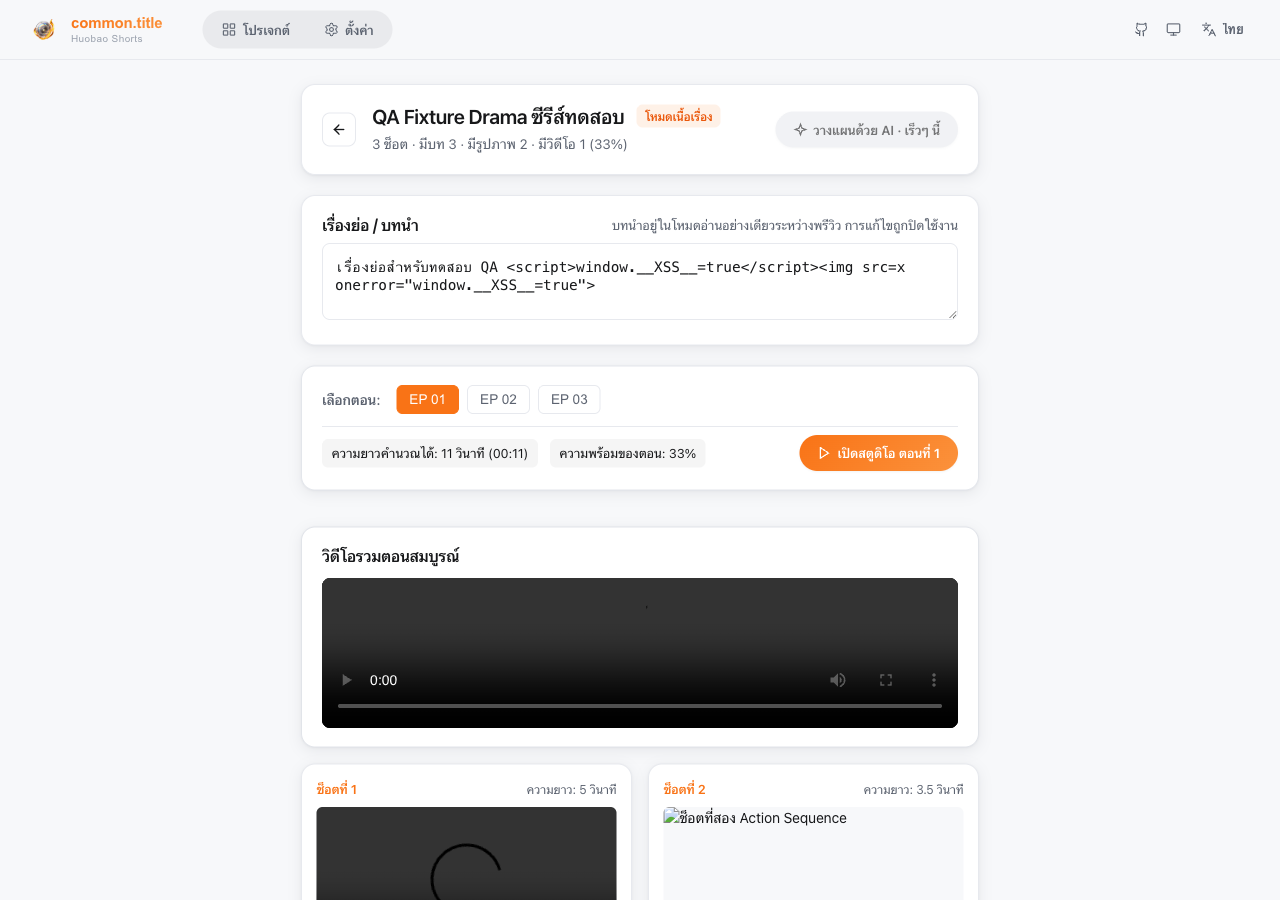 common.title
Huobao Shorts
โปรเจกต์
ตั้งค่า
ไทย
QA Fixture Drama ซีรีส์ทดสอบ
โหมดเนื้อเรื่อง
3 ช็อต · มีบท 3 · มีรูปภาพ 2 · มีวิดีโอ 1 (33%)
วางแผนด้วย AI · เร็วๆ นี้
เรื่องย่อ / บทนำ
บทนำอยู่ในโหมดอ่านอย่างเดียวระหว่างพรีวิว การแก้ไขถูกปิดใช้งาน
เรื่องย่อสำหรับทดสอบ QA <script>window.__XSS__=true</script><img src=x
onerror="window.__XSS__=true">
เลือกตอน:
EP 01
EP 02
EP 03
ความยาวคำนวณได้: 11 วินาที (00:11)
ความพร้อมของตอน: 33%
เปิดสตูดิโอ ตอนที่ 1
วิดีโอรวมตอนสมบูรณ์
0:00
ช็อตที่ 1
ความยาว: 5 วินาที
ช็อตที่ 2
ความยาว: 3.5 วินาที
ช็อตที่สอง Action Sequence